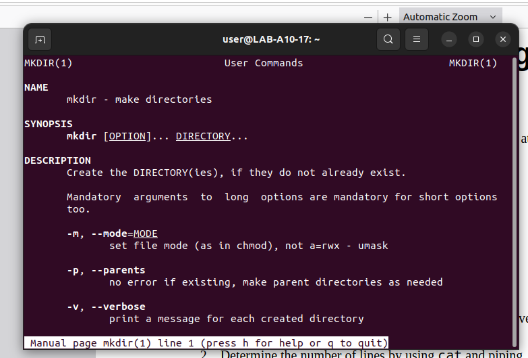 Automatic Zoom
user@LAB-A10-17: ~
MKDIR(1) User Commands MKDIR(1)
NAME
mkdir - make directories
SYNOPSIS
mkdir [OPTION]... DIRECTORY...
DESCRIPTION
Create the DIRECTORY(ies), if they do not already exist.
Mandatory arguments to long options are mandatory for short options
too.
-m, --mode=MODE
set file mode (as in chmod), not a=rwx - umask
-p, --parents
no error if existing, make parent directories as needed
-v, --verbose
print a message for each created directory
Manual page mkdir(1) line 1 (press h for help or q to quit)
2. Determine the number of lines by using cat and piping